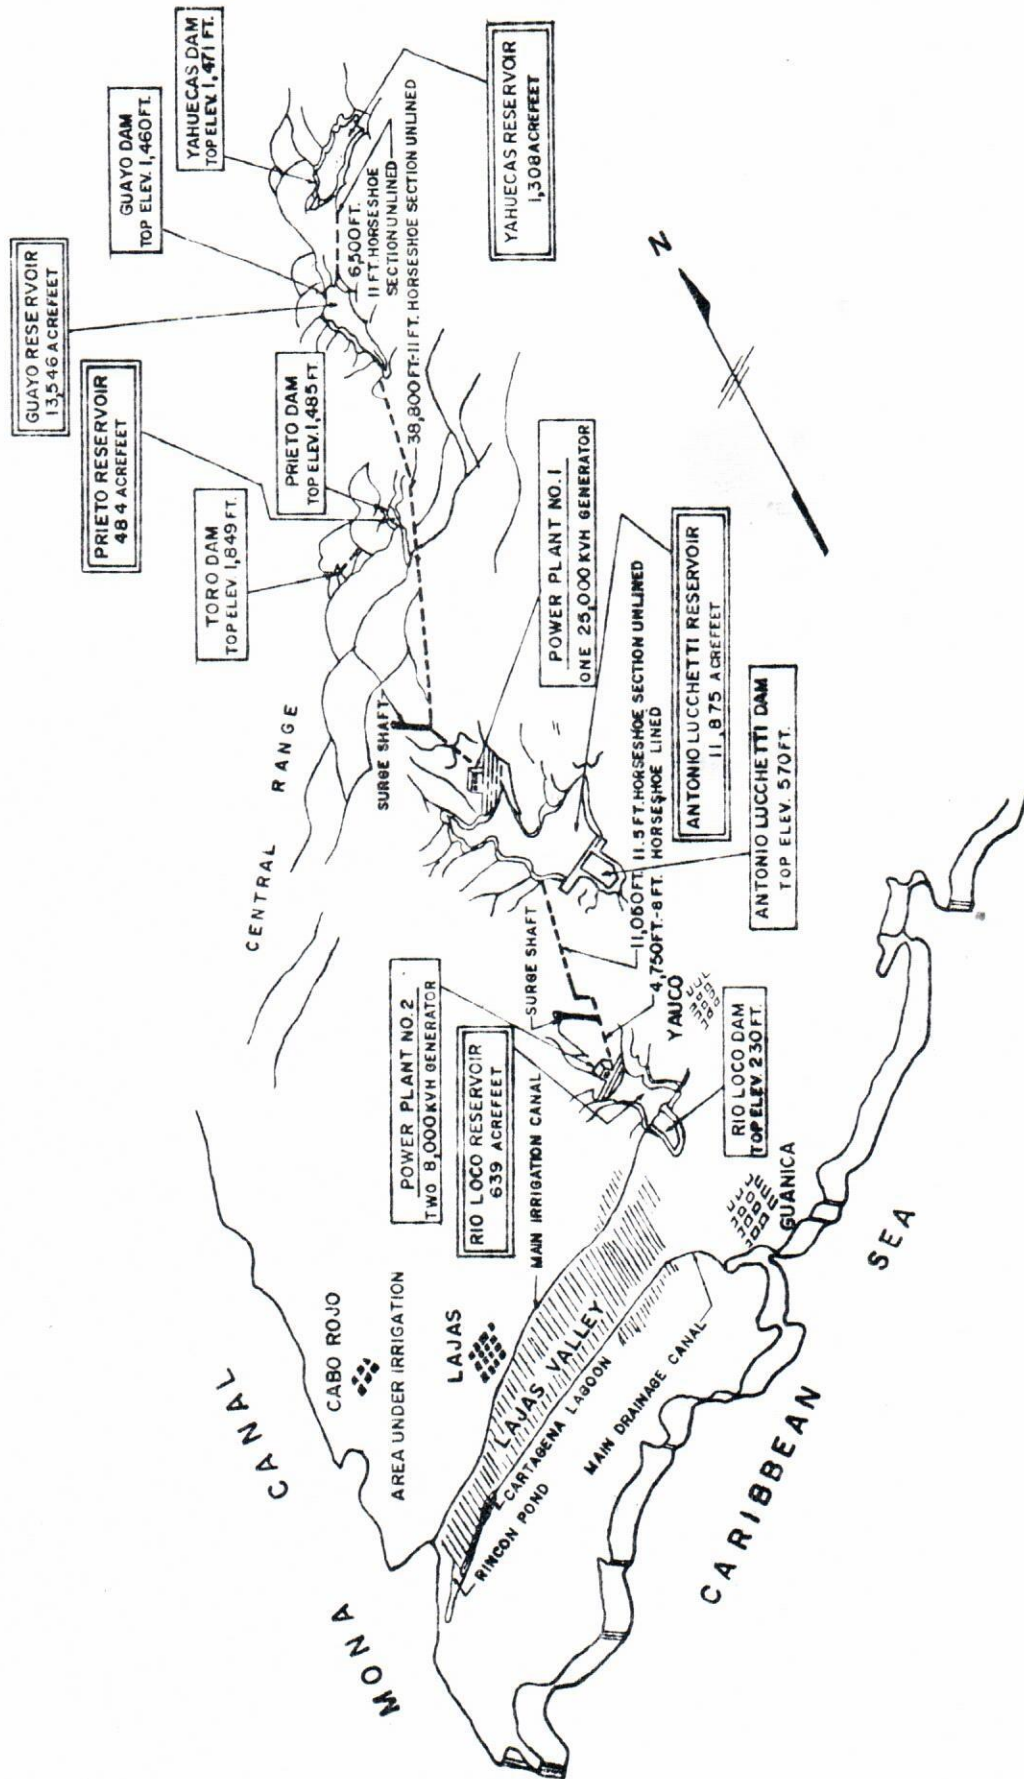 GUAYO RESERVOIR
13,546 ACREFEET
PRIETO RESERVOIR
484 ACREFEET
GUAYO DAM
TOP ELEV. 1,460 FT.
YAHUECAS DAM
TOP ELEV. 1,471 FT.
TORO DAM
TOP ELEV 1,849 FT.
PRIETO DAM
TOP ELEV. 1,485 FT.
6,500 FT.
11 FT. HORSESHOE
SECTION UNLINED
38,800 FT-11 FT. HORSESHOE SECTION UNLINED
YAHUECAS RESERVOIR
1,308 ACREFEET
CENTRAL RANGE
SURGE SHAFT
POWER PLANT NO. 1
ONE 25,000 KVH GENERATOR
N
ANTONIO LUCCHETTI RESERVOIR
11,875 ACREFEET
ANTONIO LUCCHETTI DAM
TOP ELEV. 570 FT.
11,050 FT. 11.5 FT. HORSESHOE SECTION UNLINED
4,750 FT.-8 FT. HORSESHOE LINED
SURGE SHAFT
POWER PLANT NO. 2
TWO 8,000 KVH GENERATOR
RIO LOCO RESERVOIR
639 ACREFEET
MAIN IRRIGATION CANAL
YAUCO
RIO LOCO DAM
TOP ELEV. 230 FT.
GUANICA
CABO ROJO
AREA UNDER IRRIGATION
LAJAS
LAJAS VALLEY
CARTAGENA LAGOON
RINCON POND
MAIN DRAINAGE CANAL
MONA CANAL
CARIBBEAN SEA